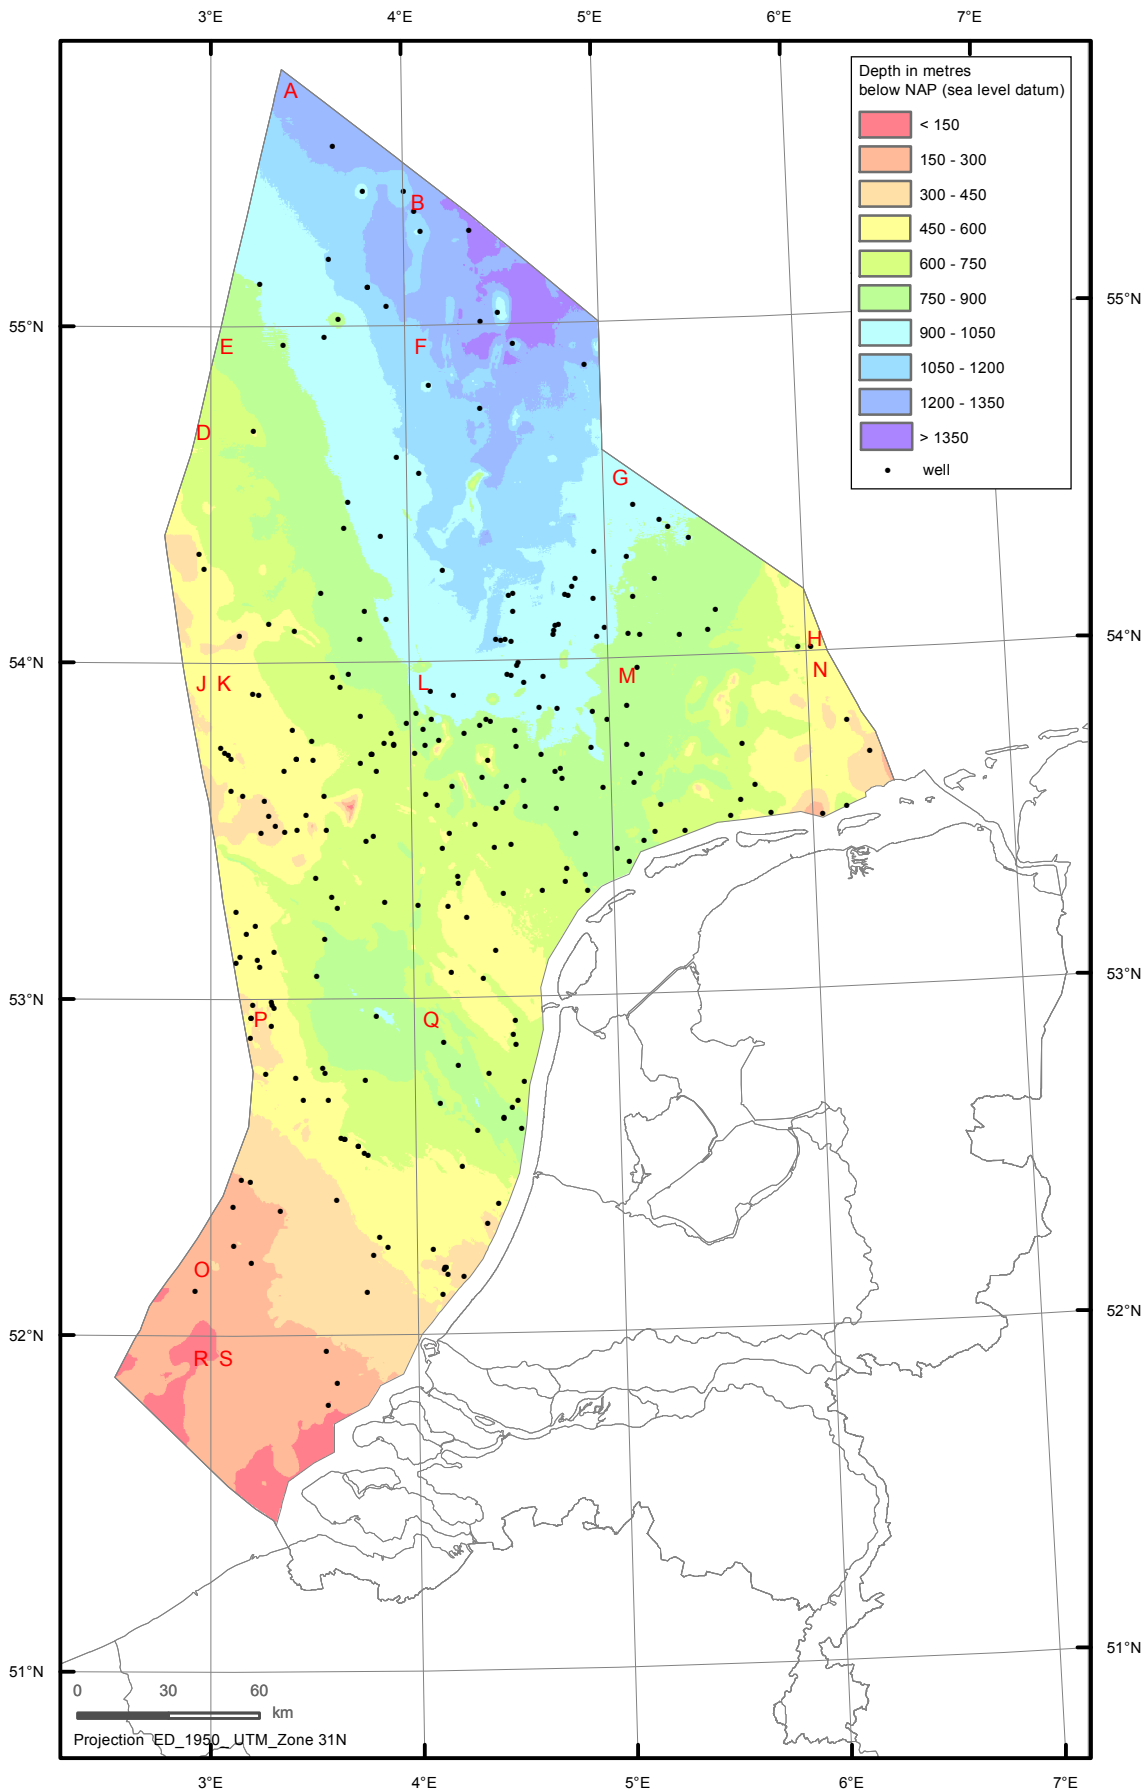 3°E 4°E 5°E 6°E 7°E
Depth in metres
below NAP (sea level datum)
< 150
150 - 300
300 - 450
450 - 600
600 - 750
750 - 900
900 - 1050
1050 - 1200
1200 - 1350
> 1350
well
A
B
55°N
55°N
E
F
D
G
54°N
54°N
H
J K
L
M
N
53°N
53°N
P
Q
O
52°N
52°N
R S
51°N
51°N
0 30 60
km
Projection ED_1950_UTM_Zone 31N
3°E 4°E 5°E 6°E 7°E